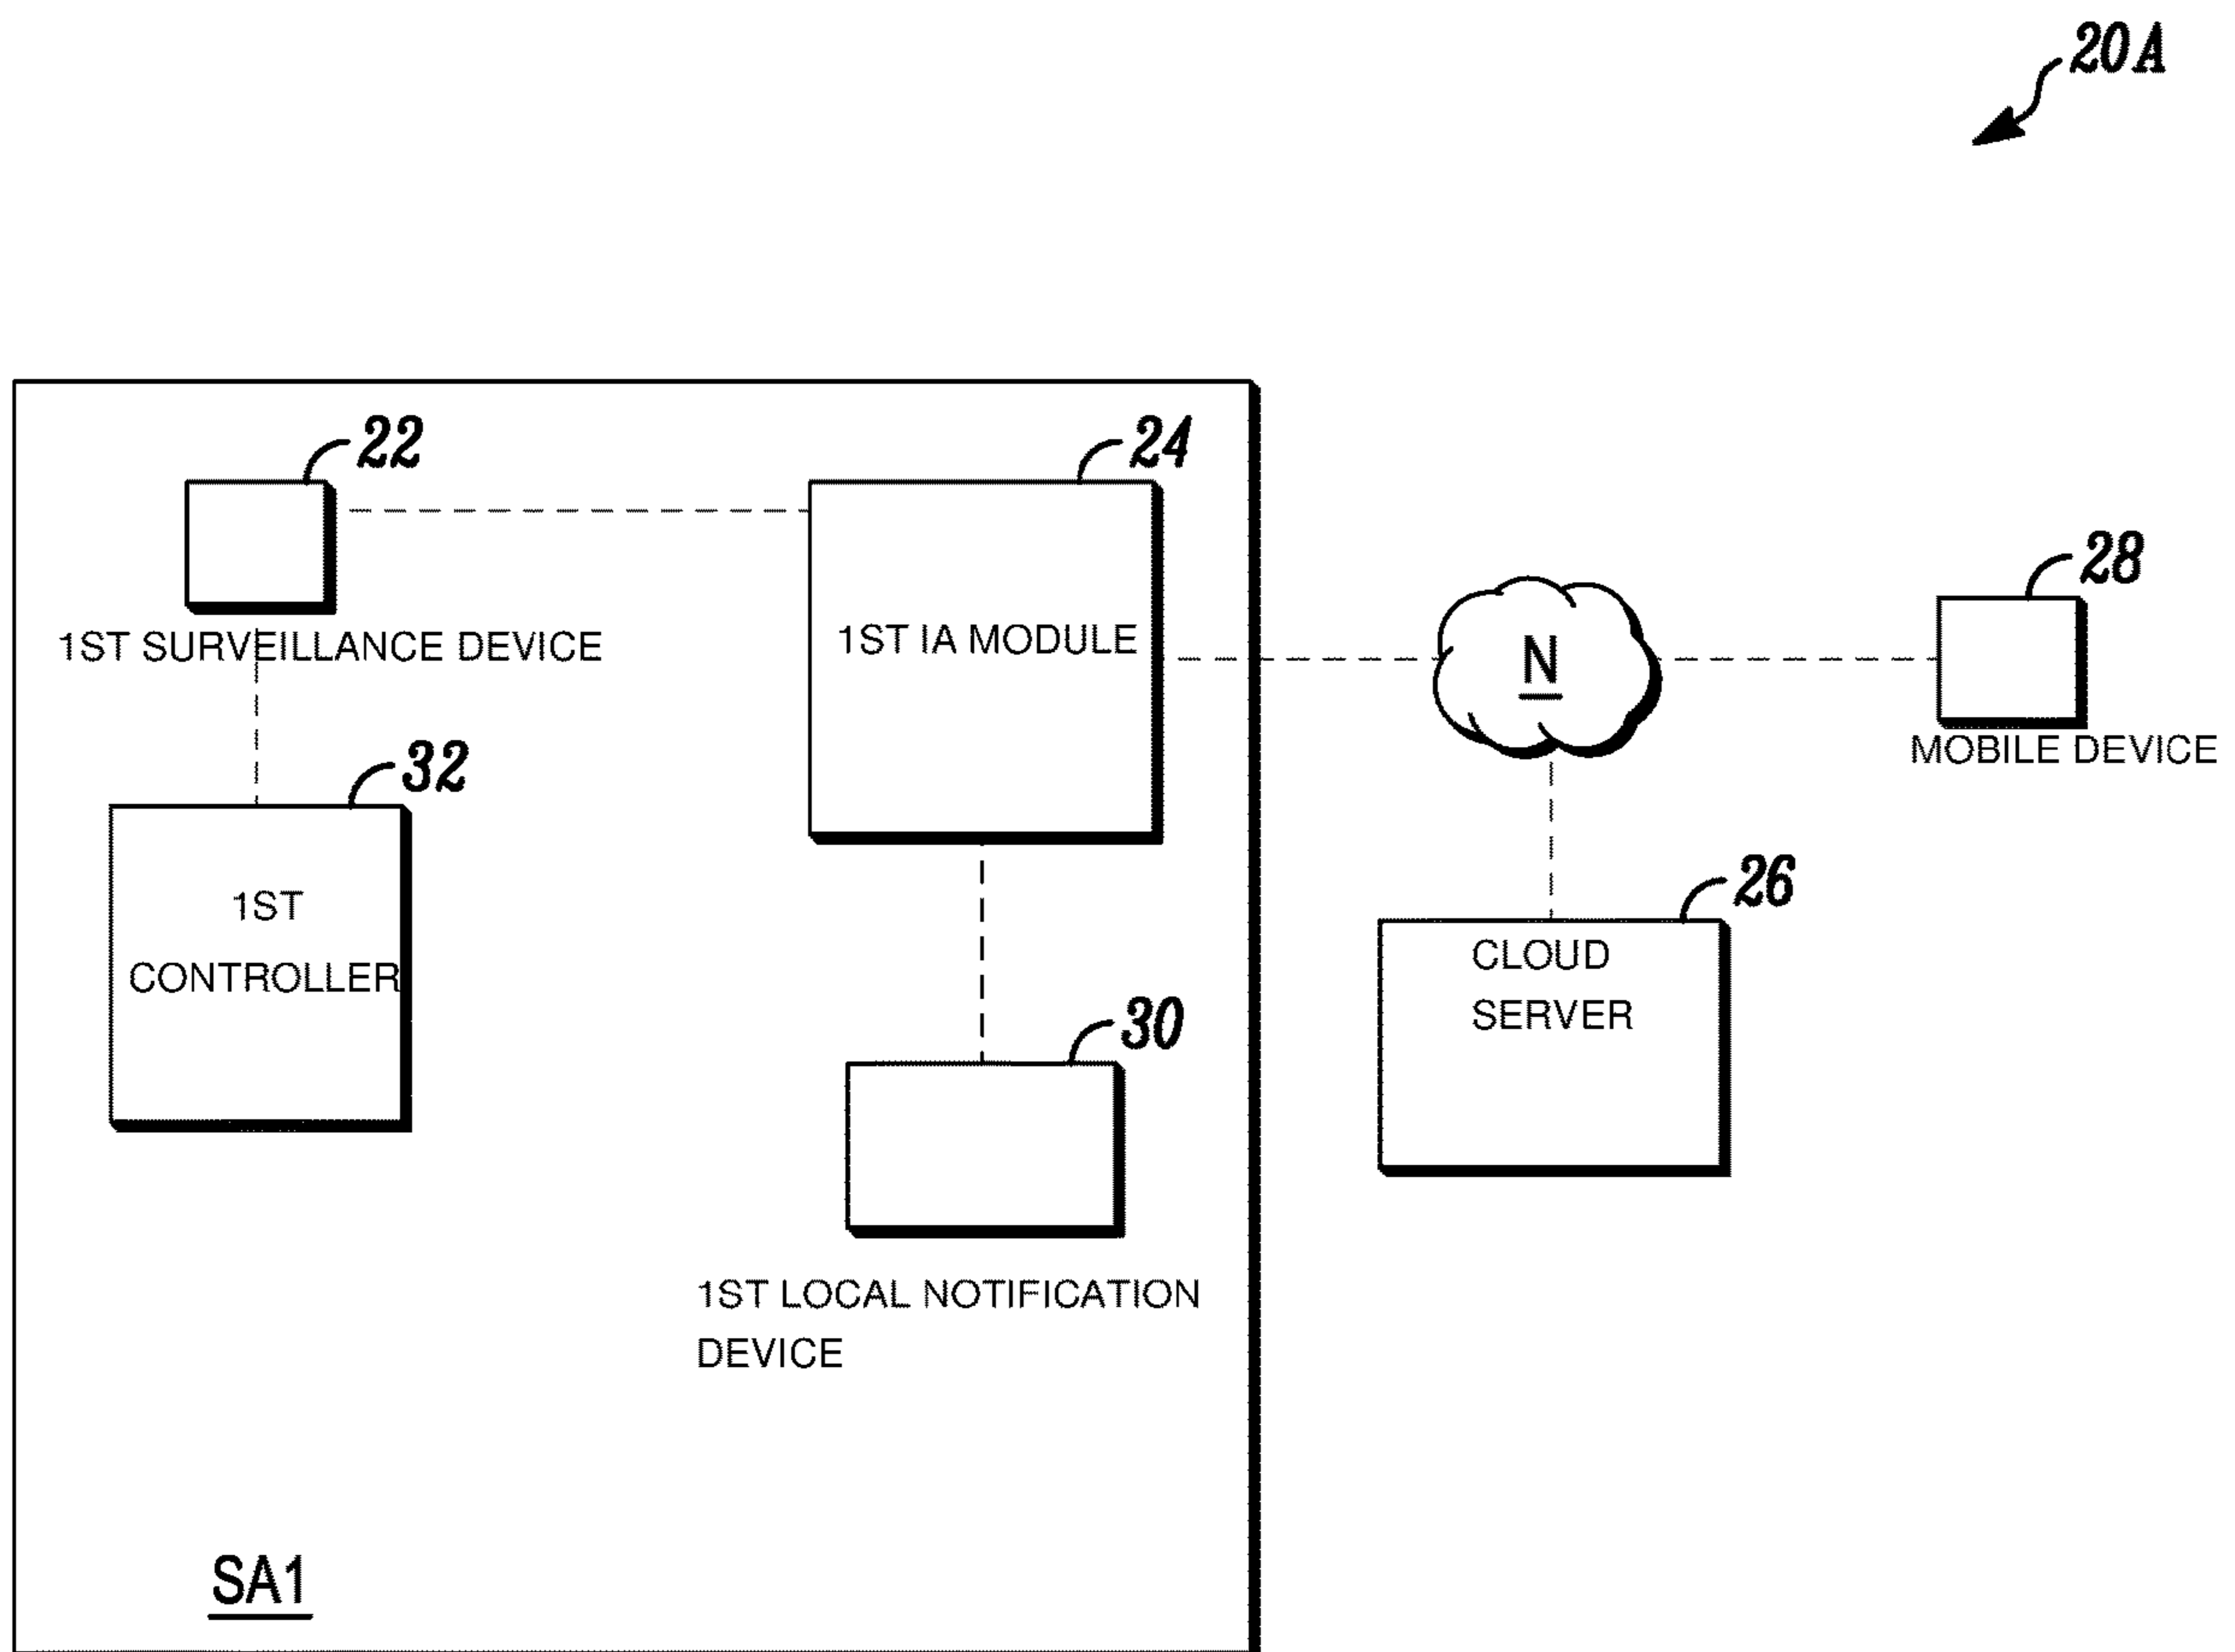 20A
22
24
1ST SURVEILLANCE DEVICE
1ST IA MODULE
N
28
MOBILE DEVICE
32
1ST
CONTROLLER
26
CLOUD
SERVER
30
1ST LOCAL NOTIFICATION
DEVICE
SA1